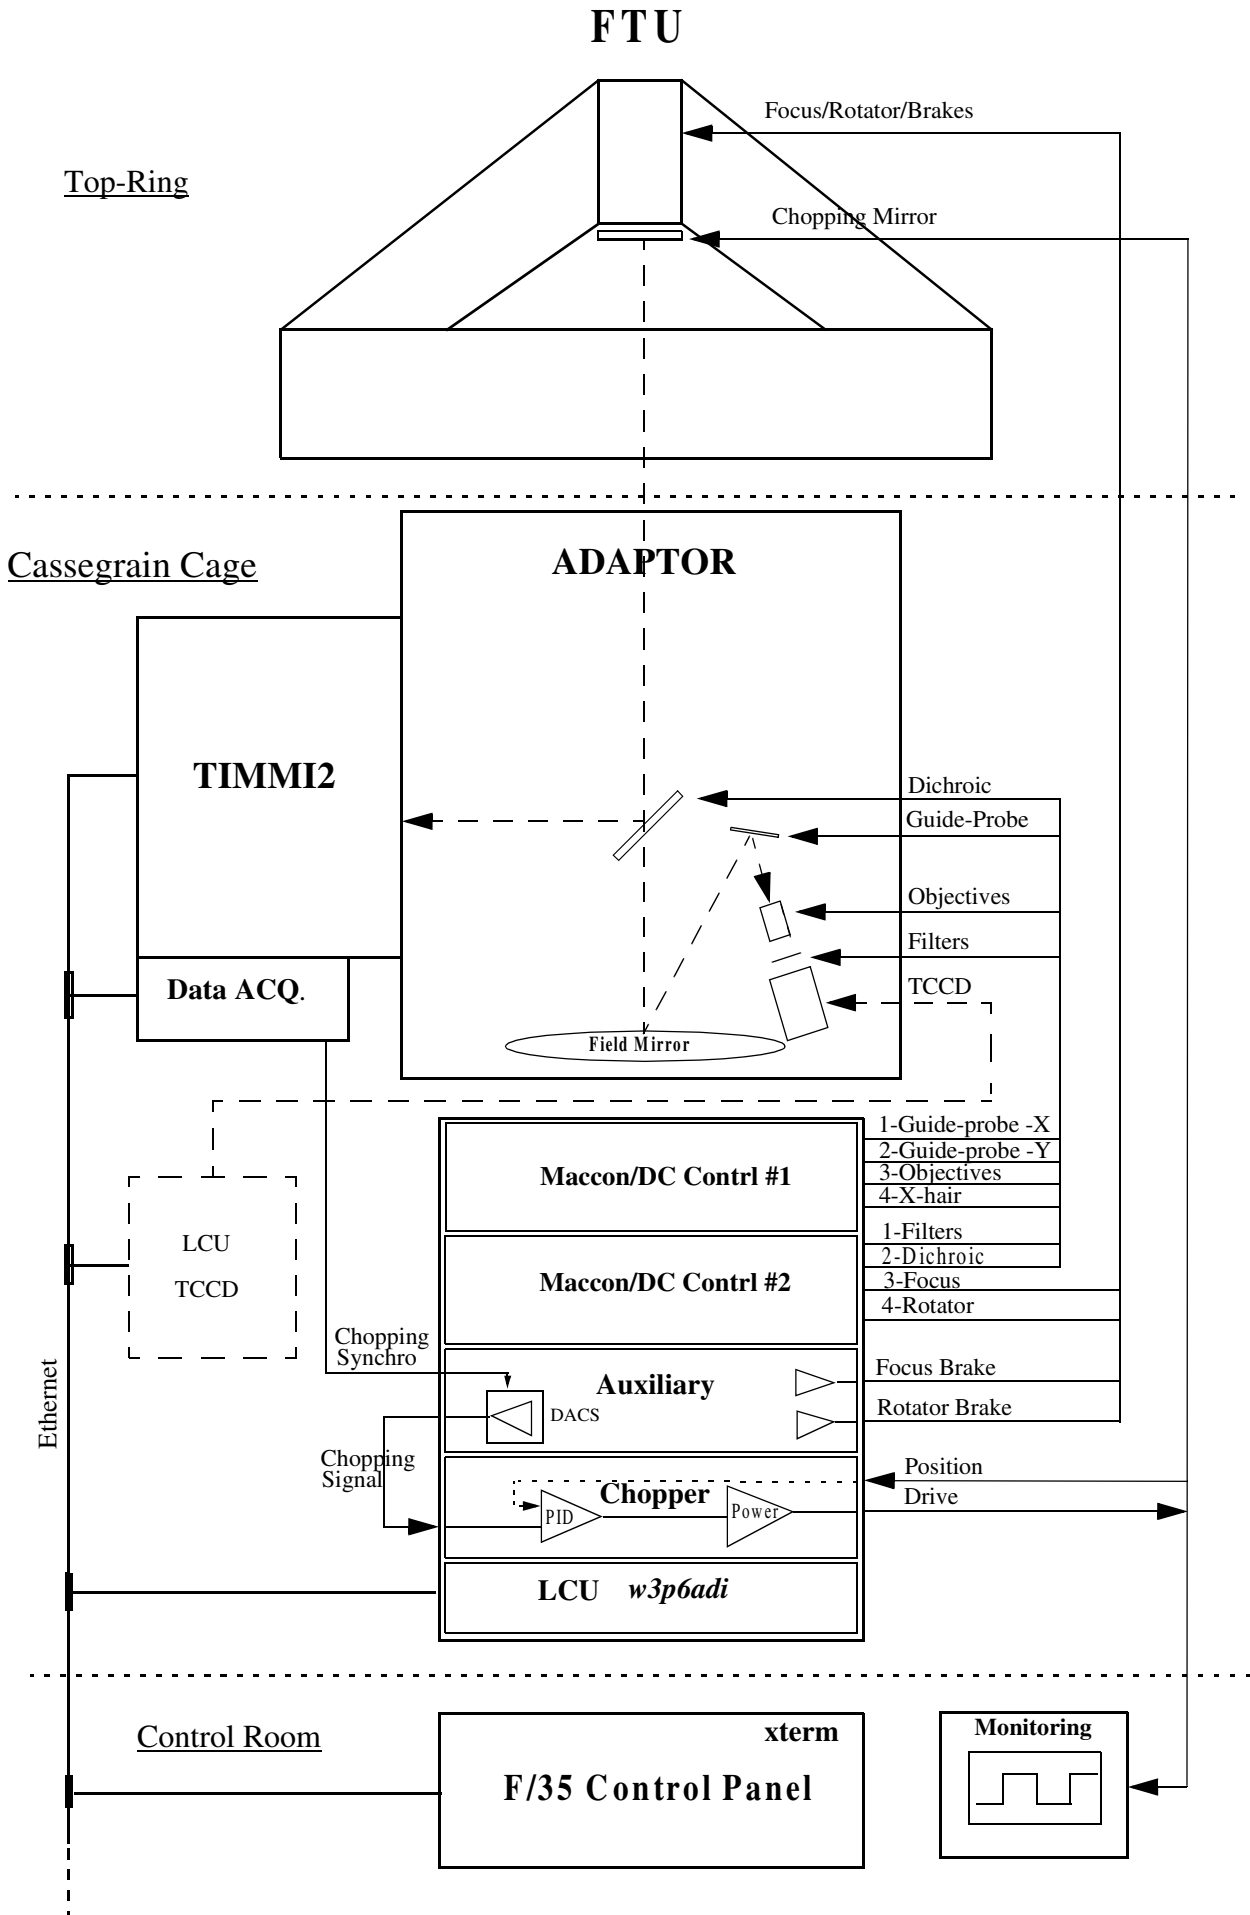 FTU
Focus/Rotator/Brakes
Top-Ring
Chopping Mirror
Cassegrain Cage
ADAPTOR
TIMMI2
Dichroic
Guide-Probe
Objectives
Filters
TCCD
Data ACQ.
Field Mirror
1-Guide-probe -X
2-Guide-probe -Y
3-Objectives
4-X-hair
Maccon/DC Contrl #1
LCU
TCCD
1-Filters
2-Dichroic
3-Focus
4-Rotator
Maccon/DC Contrl #2
Chopping
Synchro
Ethernet
Auxiliary
DACS
Focus Brake
Rotator Brake
Chopping
Signal
Chopper
PID
Power
Position
Drive
LCU w3p6adi
Control Room
xterm
F/35 Control Panel
Monitoring